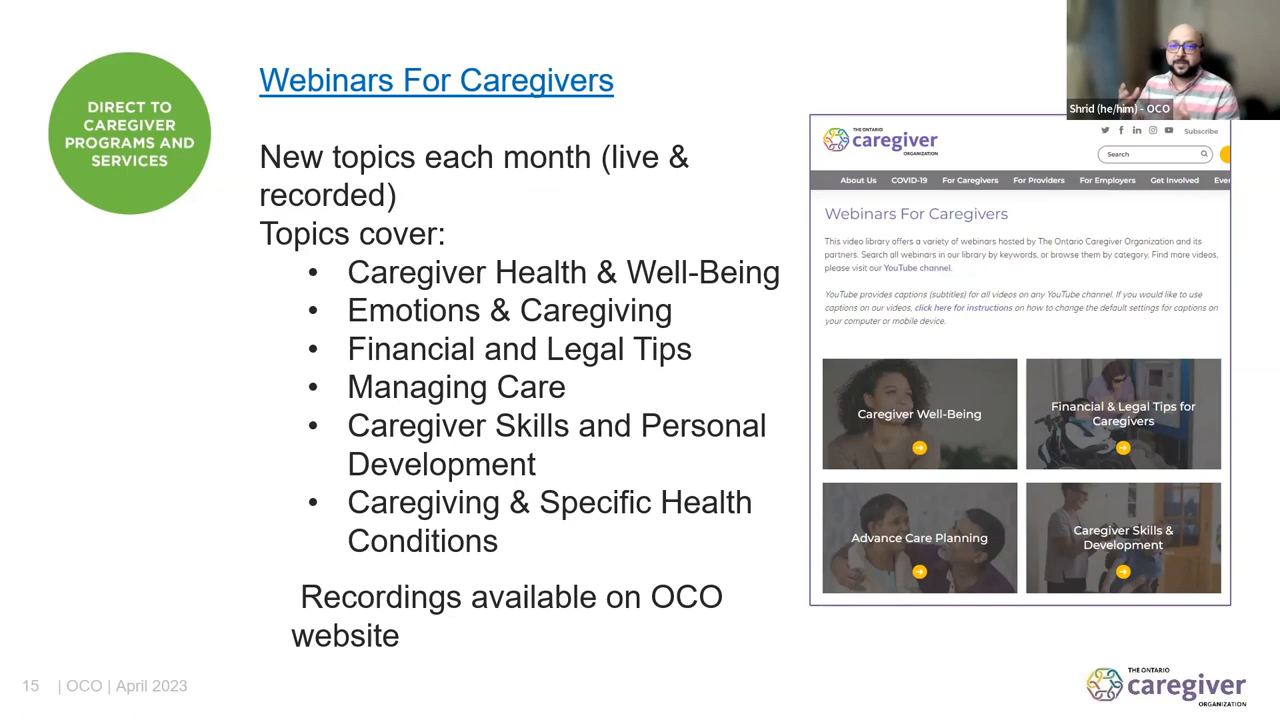 DIRECT TO
CAREGIVER
PROGRAMS AND
SERVICES
Webinars For Caregivers
New topics each month (live &
recorded)
Topics cover:
• Caregiver Health & Well-Being
• Emotions & Caregiving
• Financial and Legal Tips
• Managing Care
• Caregiver Skills and Personal
Development
• Caregiving & Specific Health
Conditions
Recordings available on OCO
website
Shrid (he/him) - OCO
THE ONTARIO
caregiver
ORGANIZATION
Subscribe
Search
About Us COVID-19 For Caregivers For Providers For Employers Get Involved Ever
Webinars For Caregivers
This video library offers a variety of webinars hosted by The Ontario Caregiver Organization and its
partners. Search all webinars in our library by keywords, or browse them by category. Find more videos,
please visit our YouTube channel.
YouTube provides captions (subtitles) for all videos on any YouTube channel. If you would like to use
captions on our videos, click here for instructions on how to change the default settings for captions on
your computer or mobile device.
Caregiver Well-Being
Financial & Legal Tips for
Caregivers
Advance Care Planning
Caregiver Skills &
Development
15 | OCO | April 2023
THE ONTARIO
caregiver
ORGANIZATION